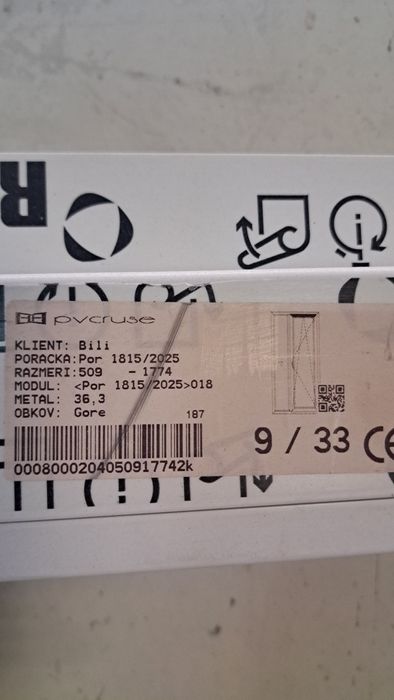 R
pvcruse
KLIENT: Bili
PORACKA:Por 1815/2025
RAZMERI:509 - 1774
MODUL: <Por 1815/2025>018
METAL: 36,3
OBKOV: Gore 187
9 / 33 CE
0008000204050917742k